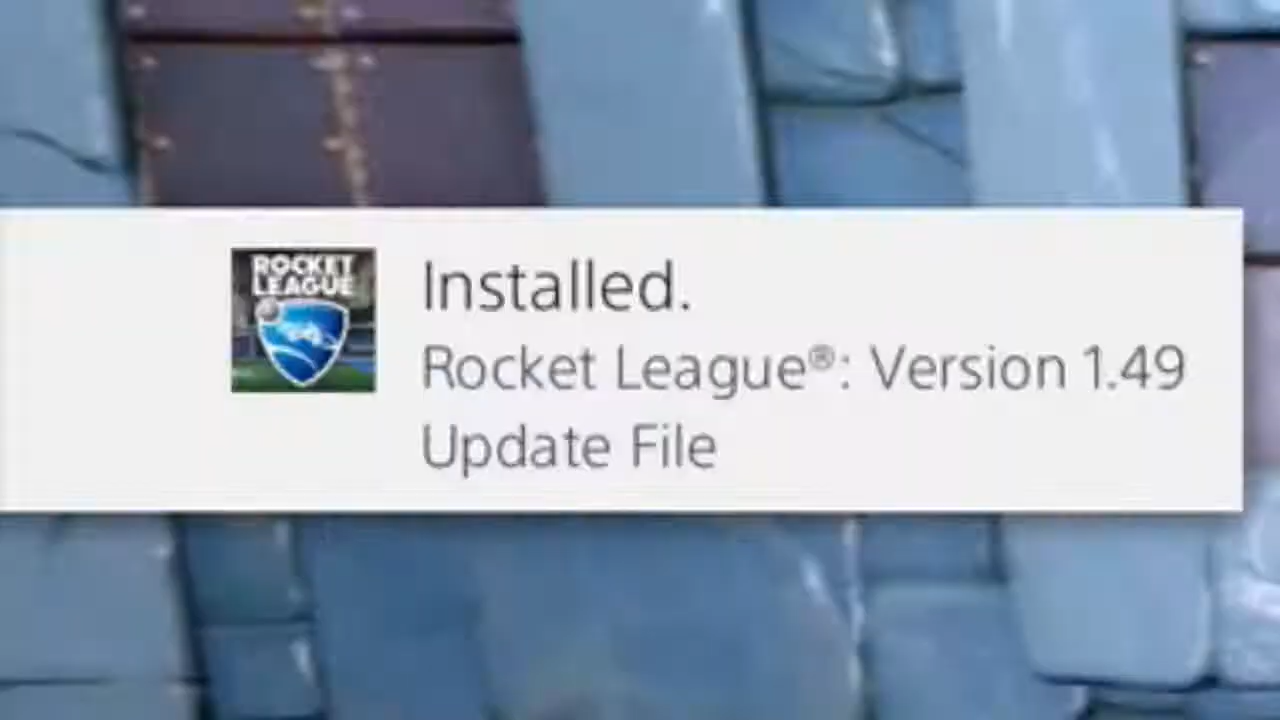 ROCKET
LEAGUE
Installed.
Rocket League®: Version 1.49
Update File